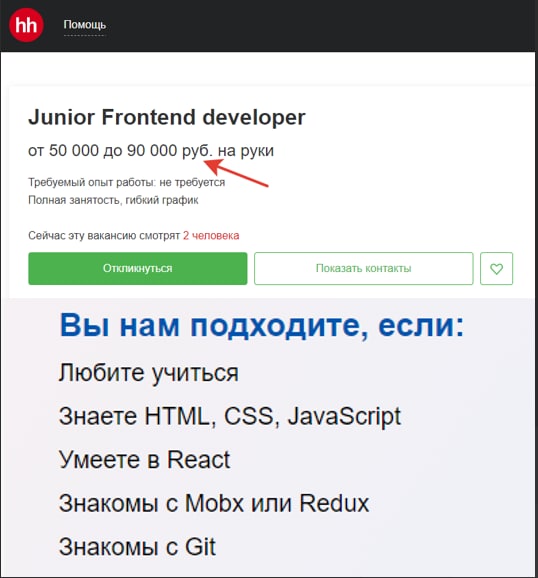 hh Помощь
Junior Frontend developer
от 50 000 до 90 000 руб. на руки
Требуемый опыт работы: не требуется
Полная занятость, гибкий график
Сейчас эту вакансию смотрят 2 человека
Откликнуться Показать контакты
Вы нам подходите, если:
Любите учиться
Знаете HTML, CSS, JavaScript
Умеете в React
Знакомы с Mobx или Redux
Знакомы с Git